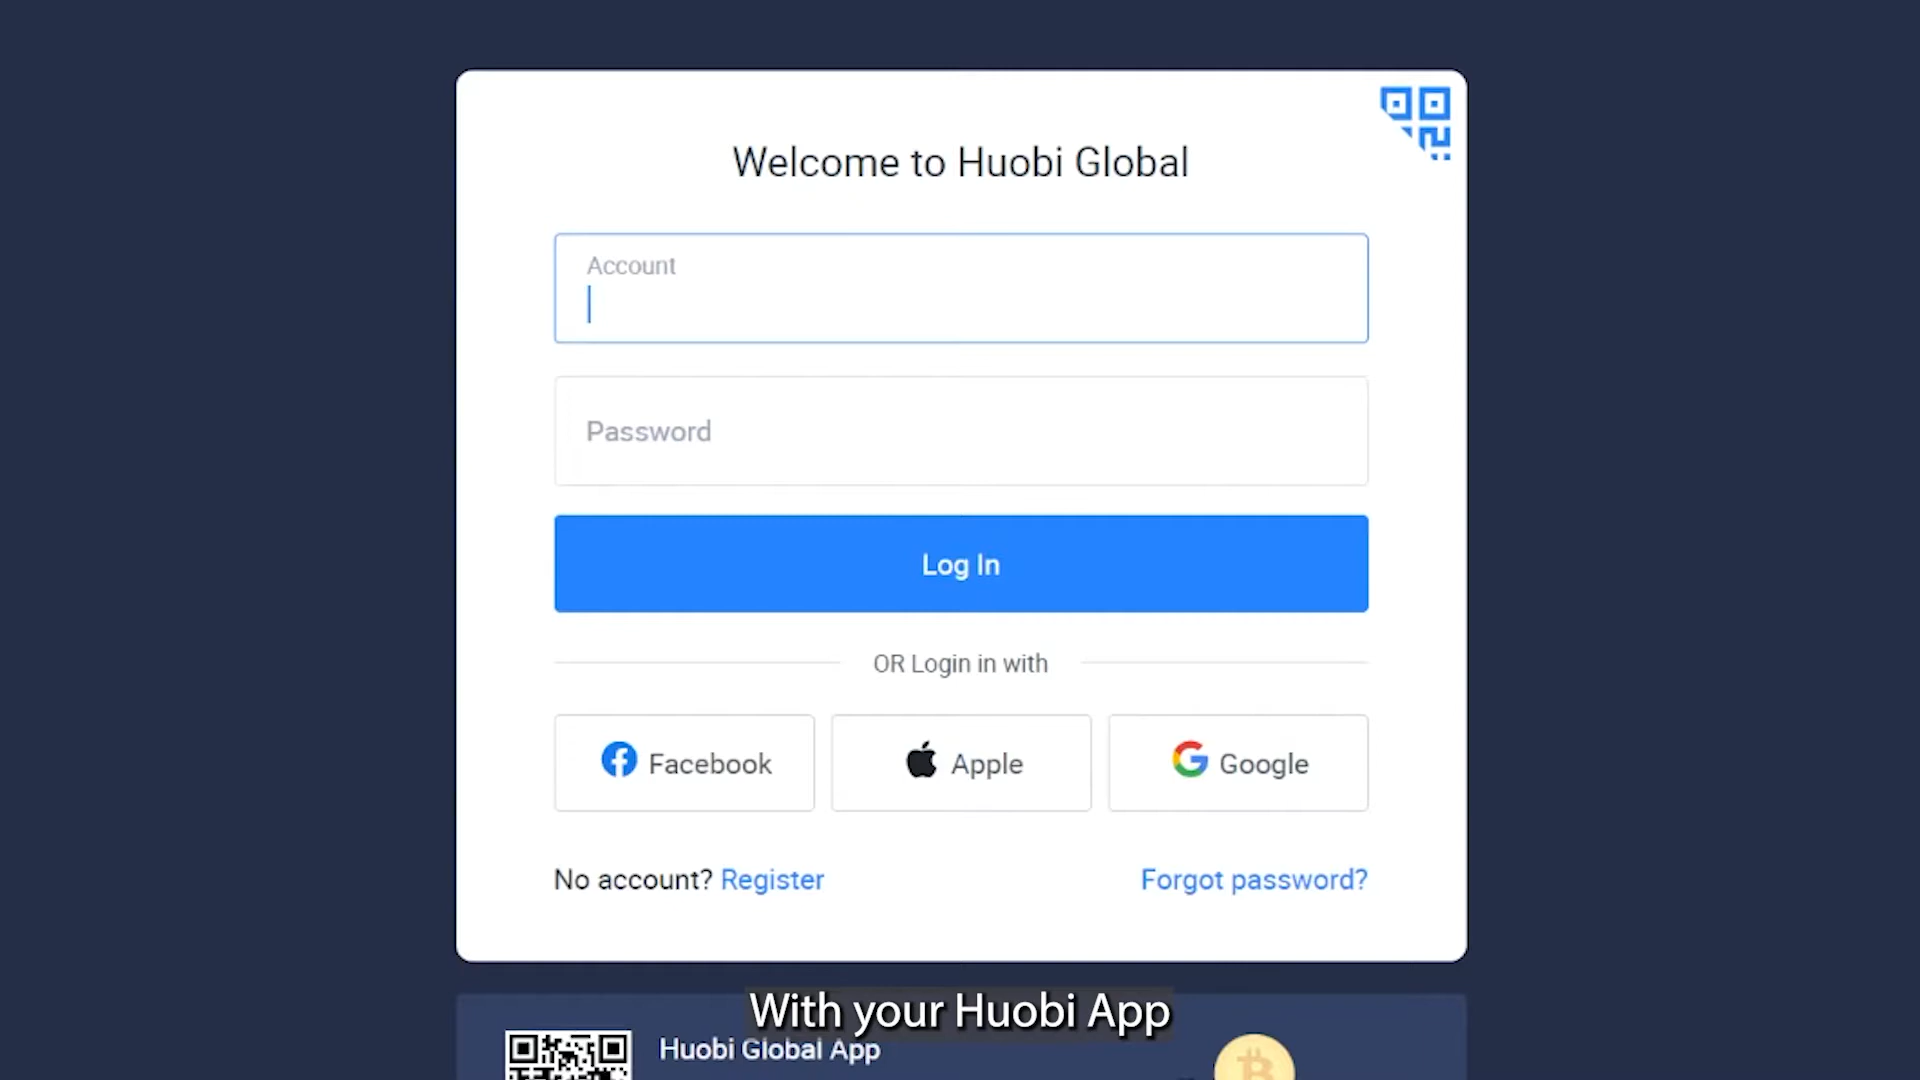 Welcome to Huobi Global
Account
Password
Log In
OR Login in with
Facebook
Apple
Google
No account? Register
Forgot password?
With your Huobi App
Huobi Global App